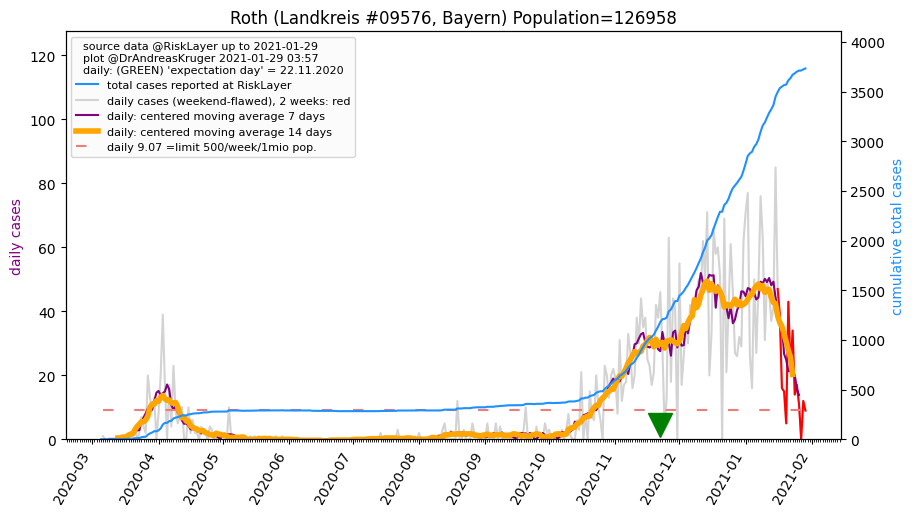 Roth (Landkreis #09576, Bayern) Population=126958
source data @RiskLayer up to 2021-01-29
plot @DrAndreasKruger 2021-01-29 03:57
daily: (GREEN) 'expectation day' = 22.11.2020
total cases reported at RiskLayer
daily cases (weekend-flawed), 2 weeks: red
daily: centered moving average 7 days
daily: centered moving average 14 days
daily 9.07 =limit 500/week/1mio pop.
daily cases
120
100
80
60
40
20
0
cumulative total cases
4000
3500
3000
2500
2000
1500
1000
500
0
2020-03
2020-04
2020-05
2020-06
2020-07
2020-08
2020-09
2020-10
2020-11
2020-12
2021-01
2021-02